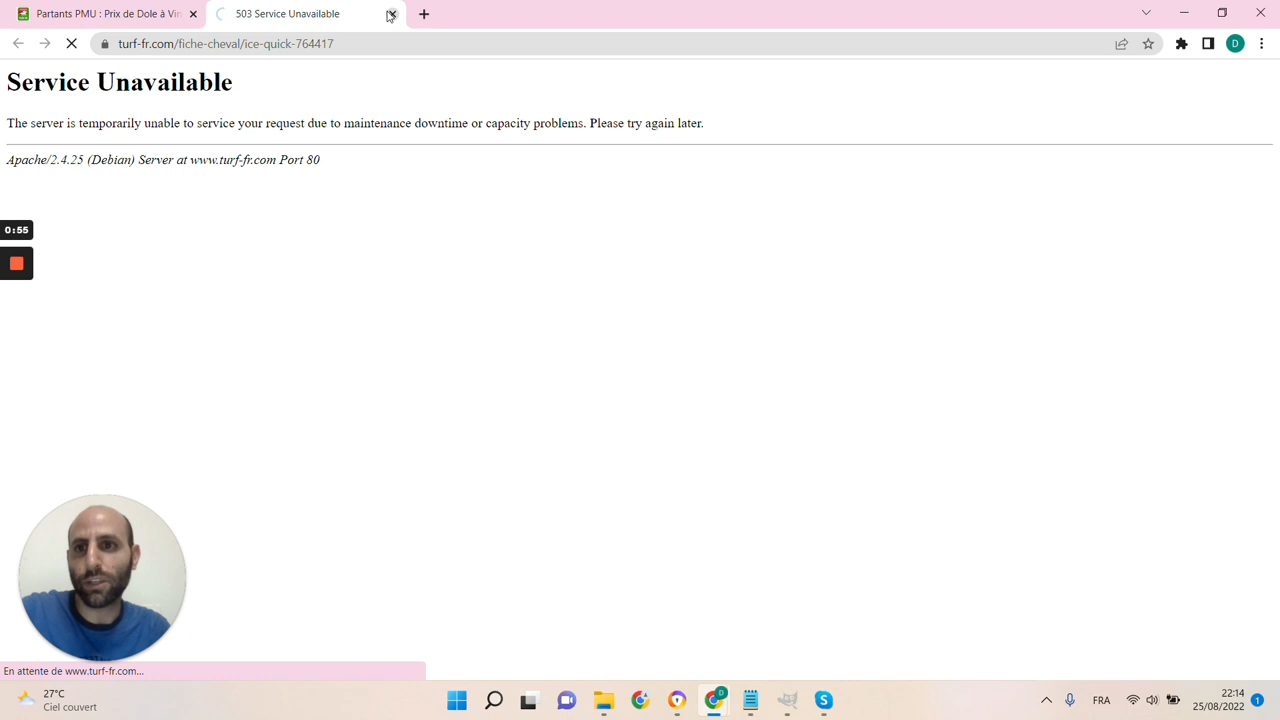 Partants PMU : Prix de Dole à Vin
503 Service Unavailable
turf-fr.com/fiche-cheval/ice-quick-764417
D
Service Unavailable
The server is temporarily unable to service your request due to maintenance downtime or capacity problems. Please try again later.
Apache/2.4.25 (Debian) Server at www.turf-fr.com Port 80
0:55
En attente de www.turf-fr.com...
27°C
Ciel couvert
D
FRA
22:14
25/08/2022
1